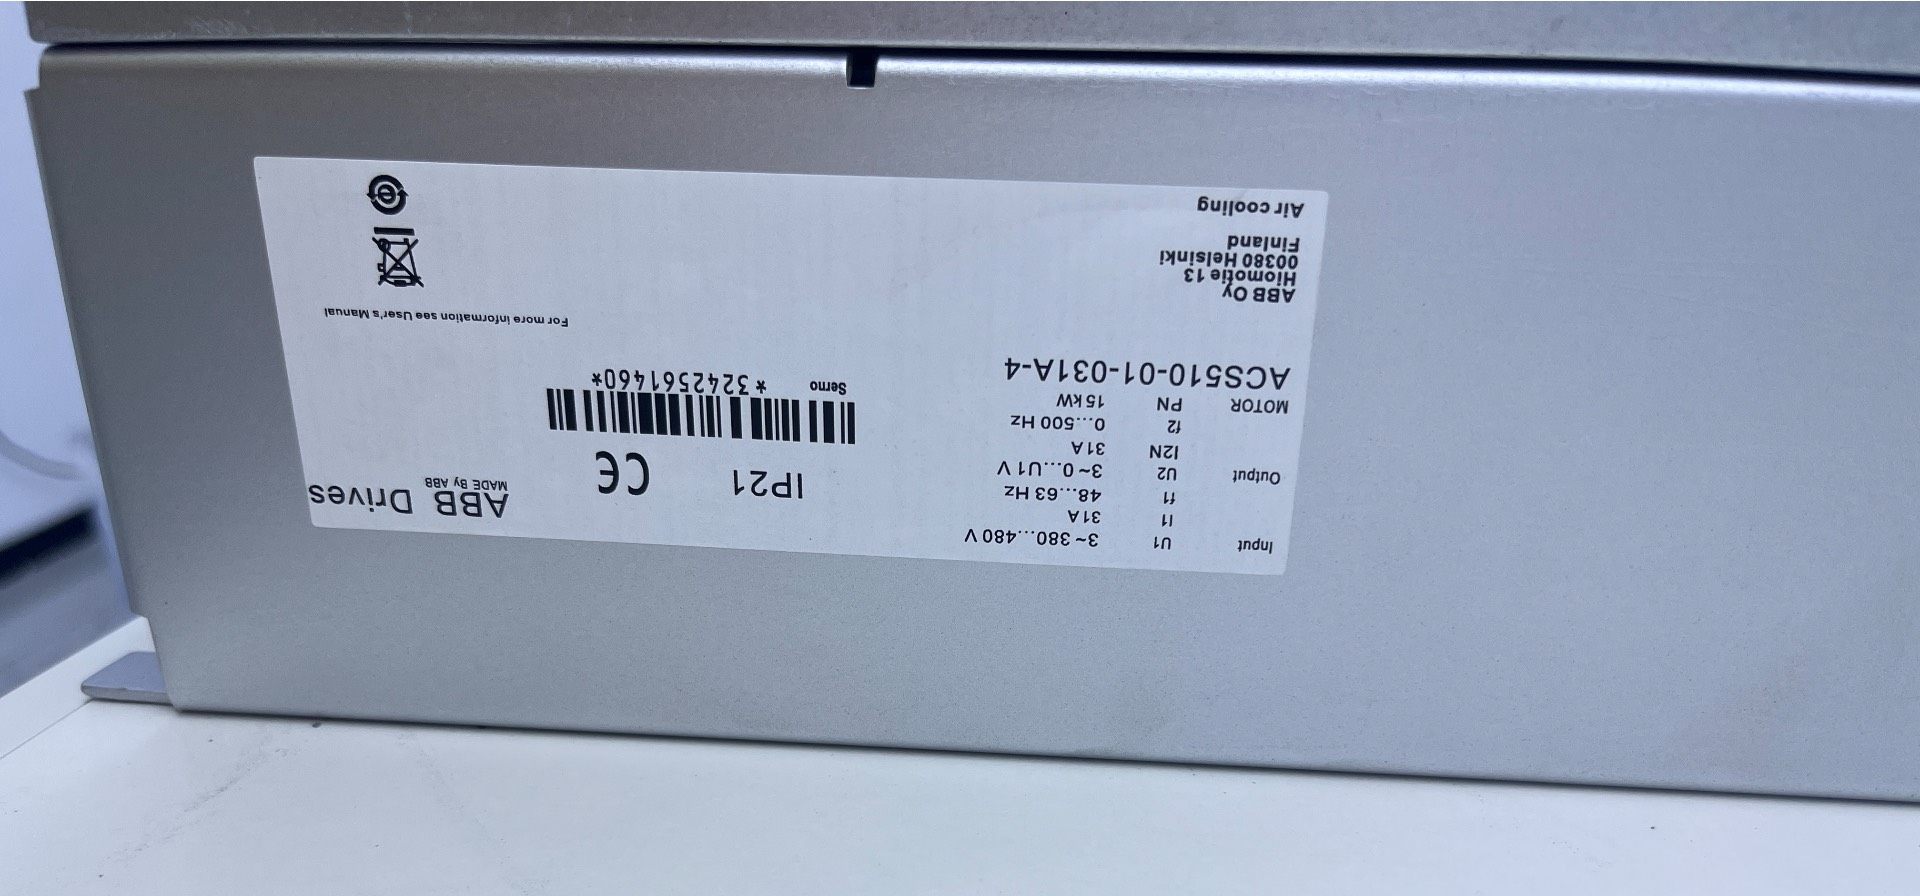 Input U1 3~380...480 V
I1 31A
f1 48...63 Hz
Output U2 3~0...U1 V
I2N 31A
f2 0...500 Hz
MOTOR PN 15 kW
ACS510-01-031A-4
ABB Oy
Hiomotie 13
00380 Helsinki
Finland
Air cooling
IP21 CE
Serno *3242561460*
ABB Drives
MADE By ABB
For more information see User's Manual
e